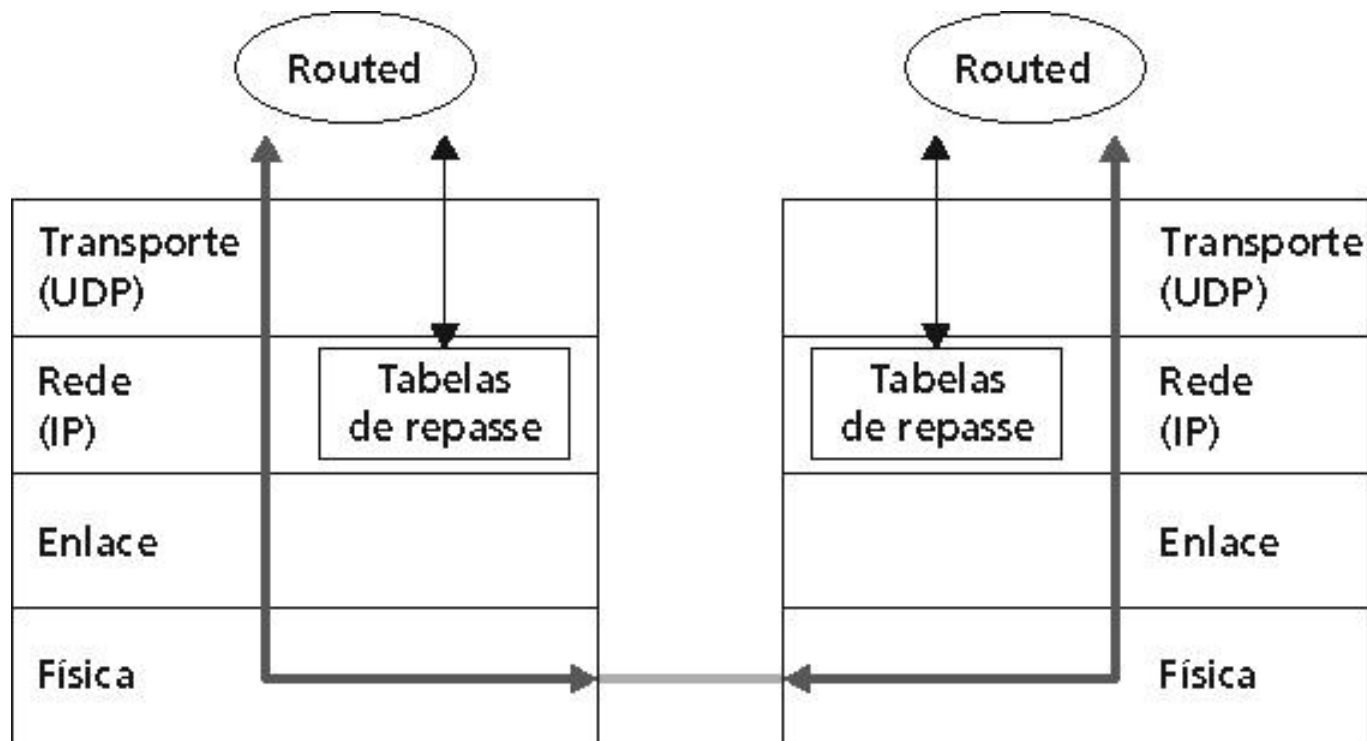 Routed
Routed
Transporte
(UDP)
Transporte
(UDP)
Rede
(IP)
Tabelas
de repasse
Tabelas
de repasse
Rede
(IP)
Enlace
Enlace
Física
Física